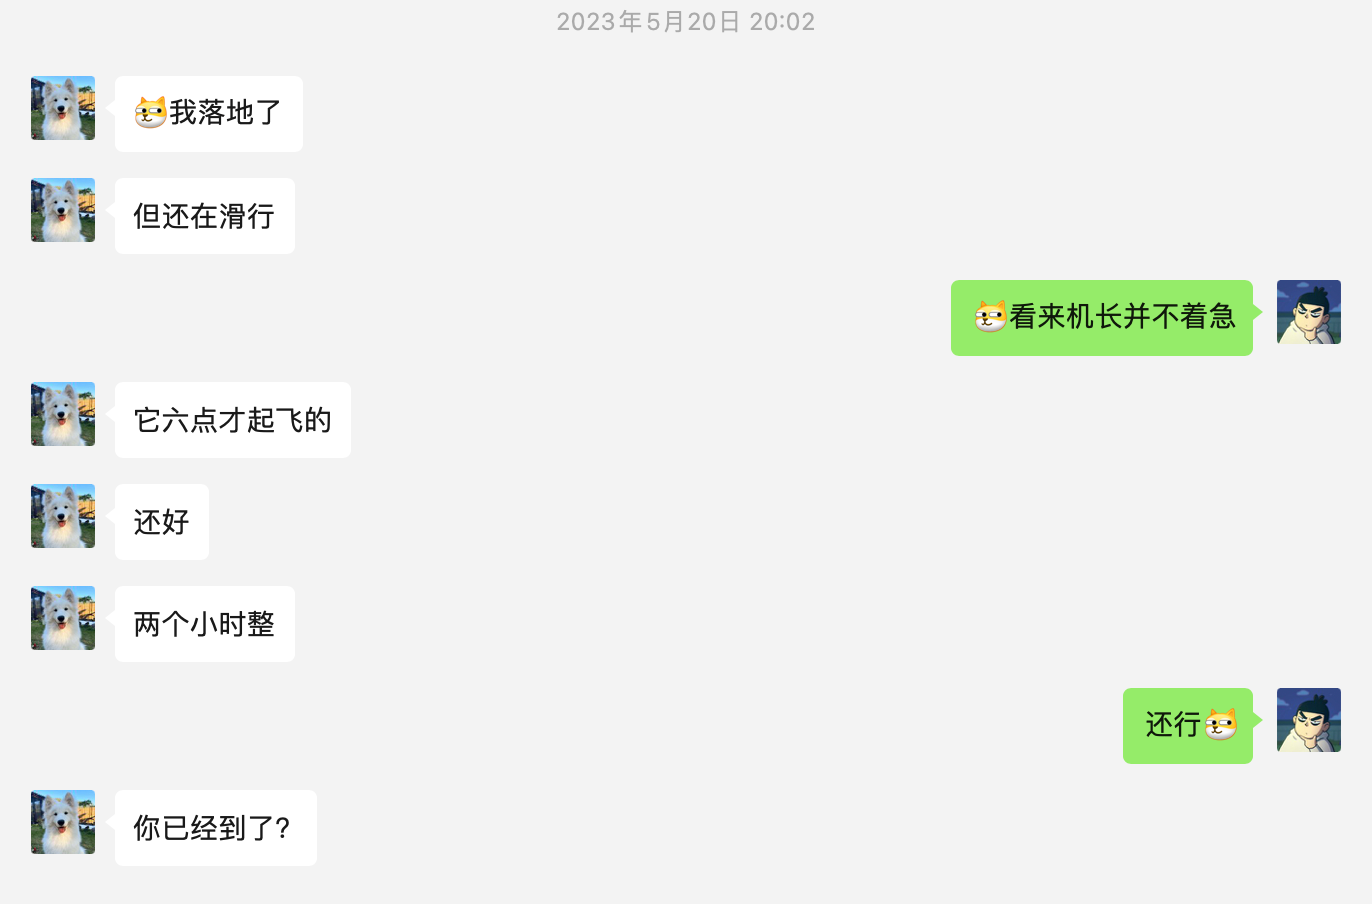 2023年5月20日 20:02
我落地了
但还在滑行
看来机长并不着急
它六点才起飞的
还好
两个小时整
还行
你已经到了?